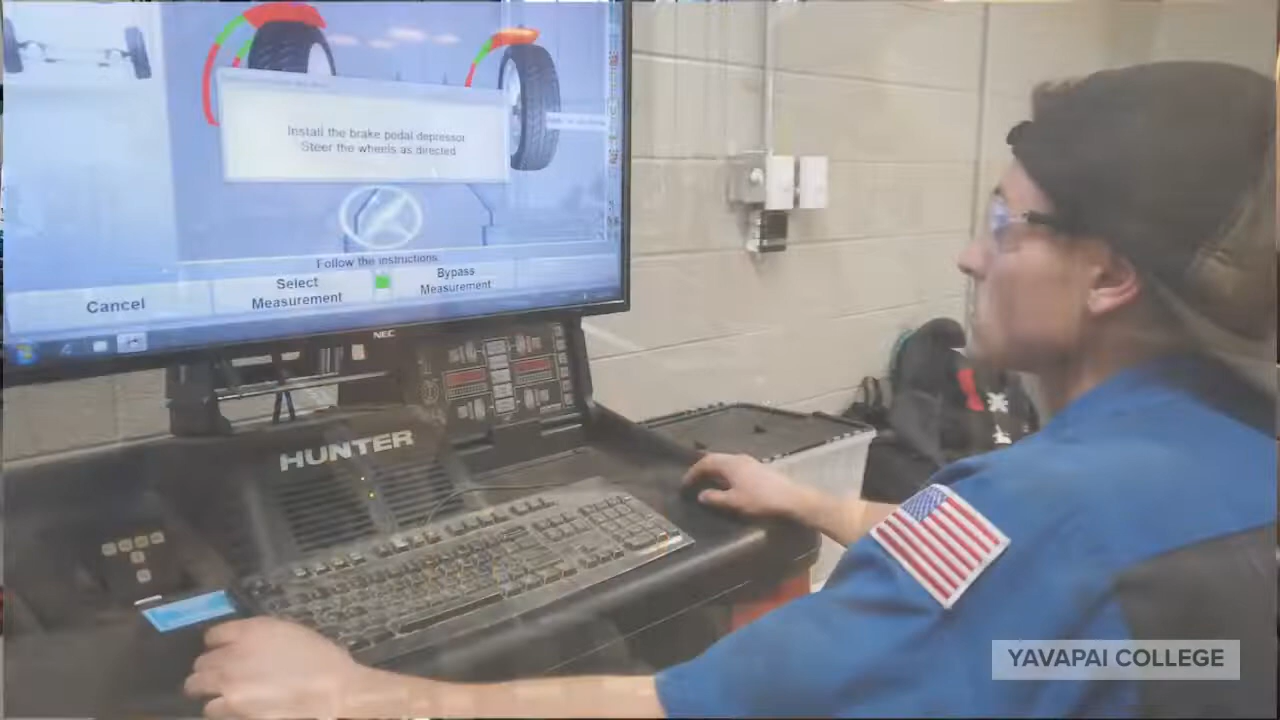 Install the brake pedal depressor
Steer the wheels as directed
Follow the instructions.
Cancel
Select
Measurement
Bypass
Measurement
NEC
HUNTER
YAVAPAI COLLEGE